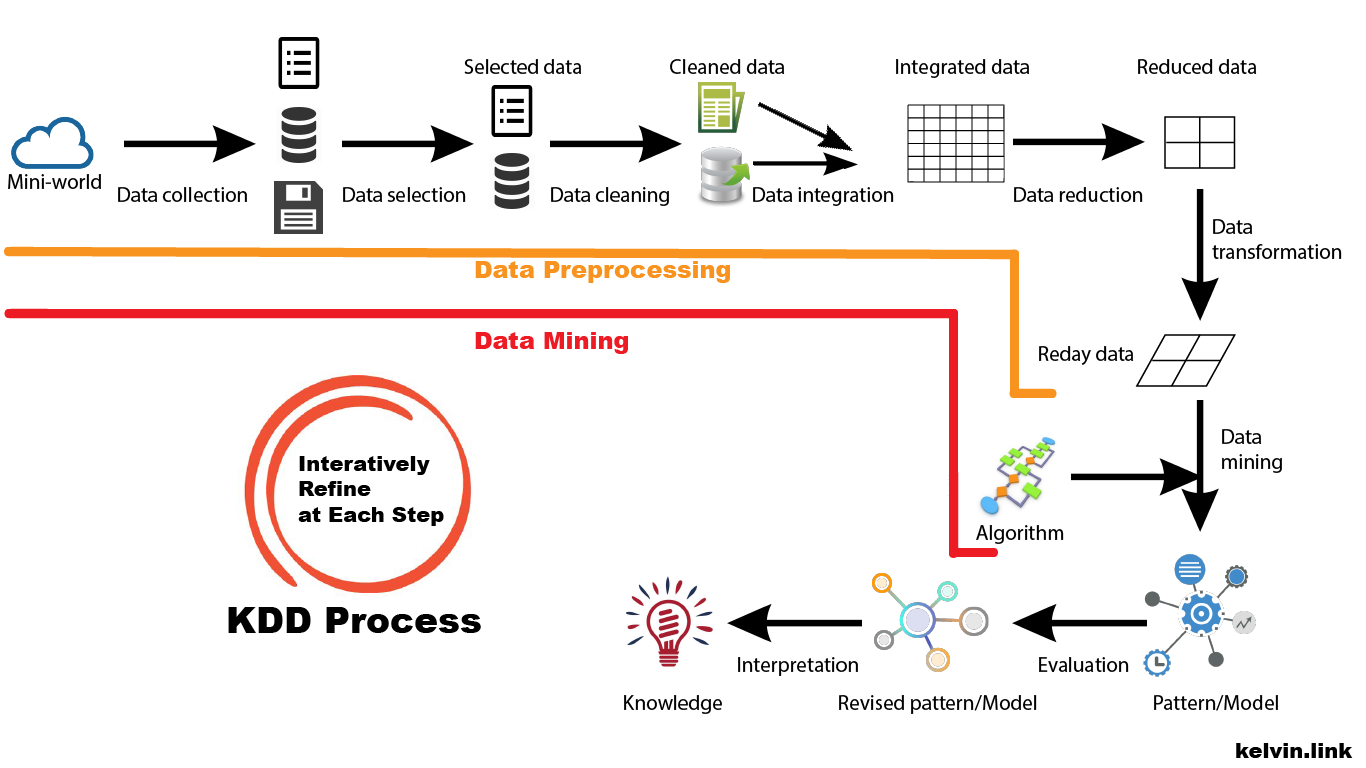 Selected data
Cleaned data
Integrated data
Reduced data
Mini-world
Data collection
Data selection
Data cleaning
Data integration
Data reduction
Data
transformation
Data Preprocessing
Data Mining
Reday data
Data
mining
Interatively
Refine
at Each Step
Algorithm
KDD Process
Interpretation
Evaluation
Knowledge
Revised pattern/Model
Pattern/Model
kelvin.link